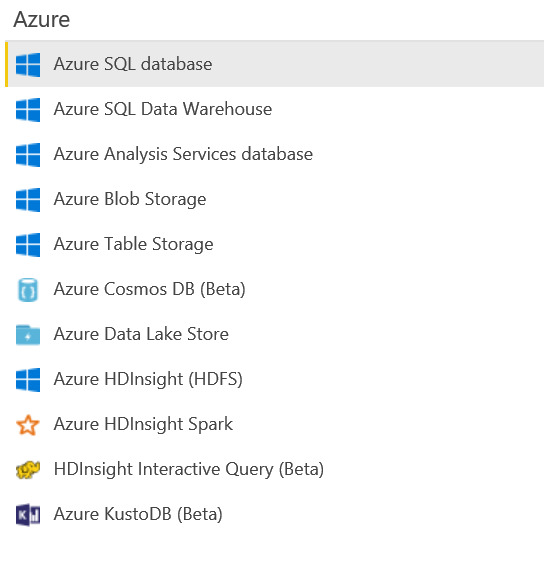 Azure
Azure SQL database
Azure SQL Data Warehouse
Azure Analysis Services database
Azure Blob Storage
Azure Table Storage
Azure Cosmos DB (Beta)
Azure Data Lake Store
Azure HDInsight (HDFS)
Azure HDInsight Spark
HDInsight Interactive Query (Beta)
Azure KustoDB (Beta)